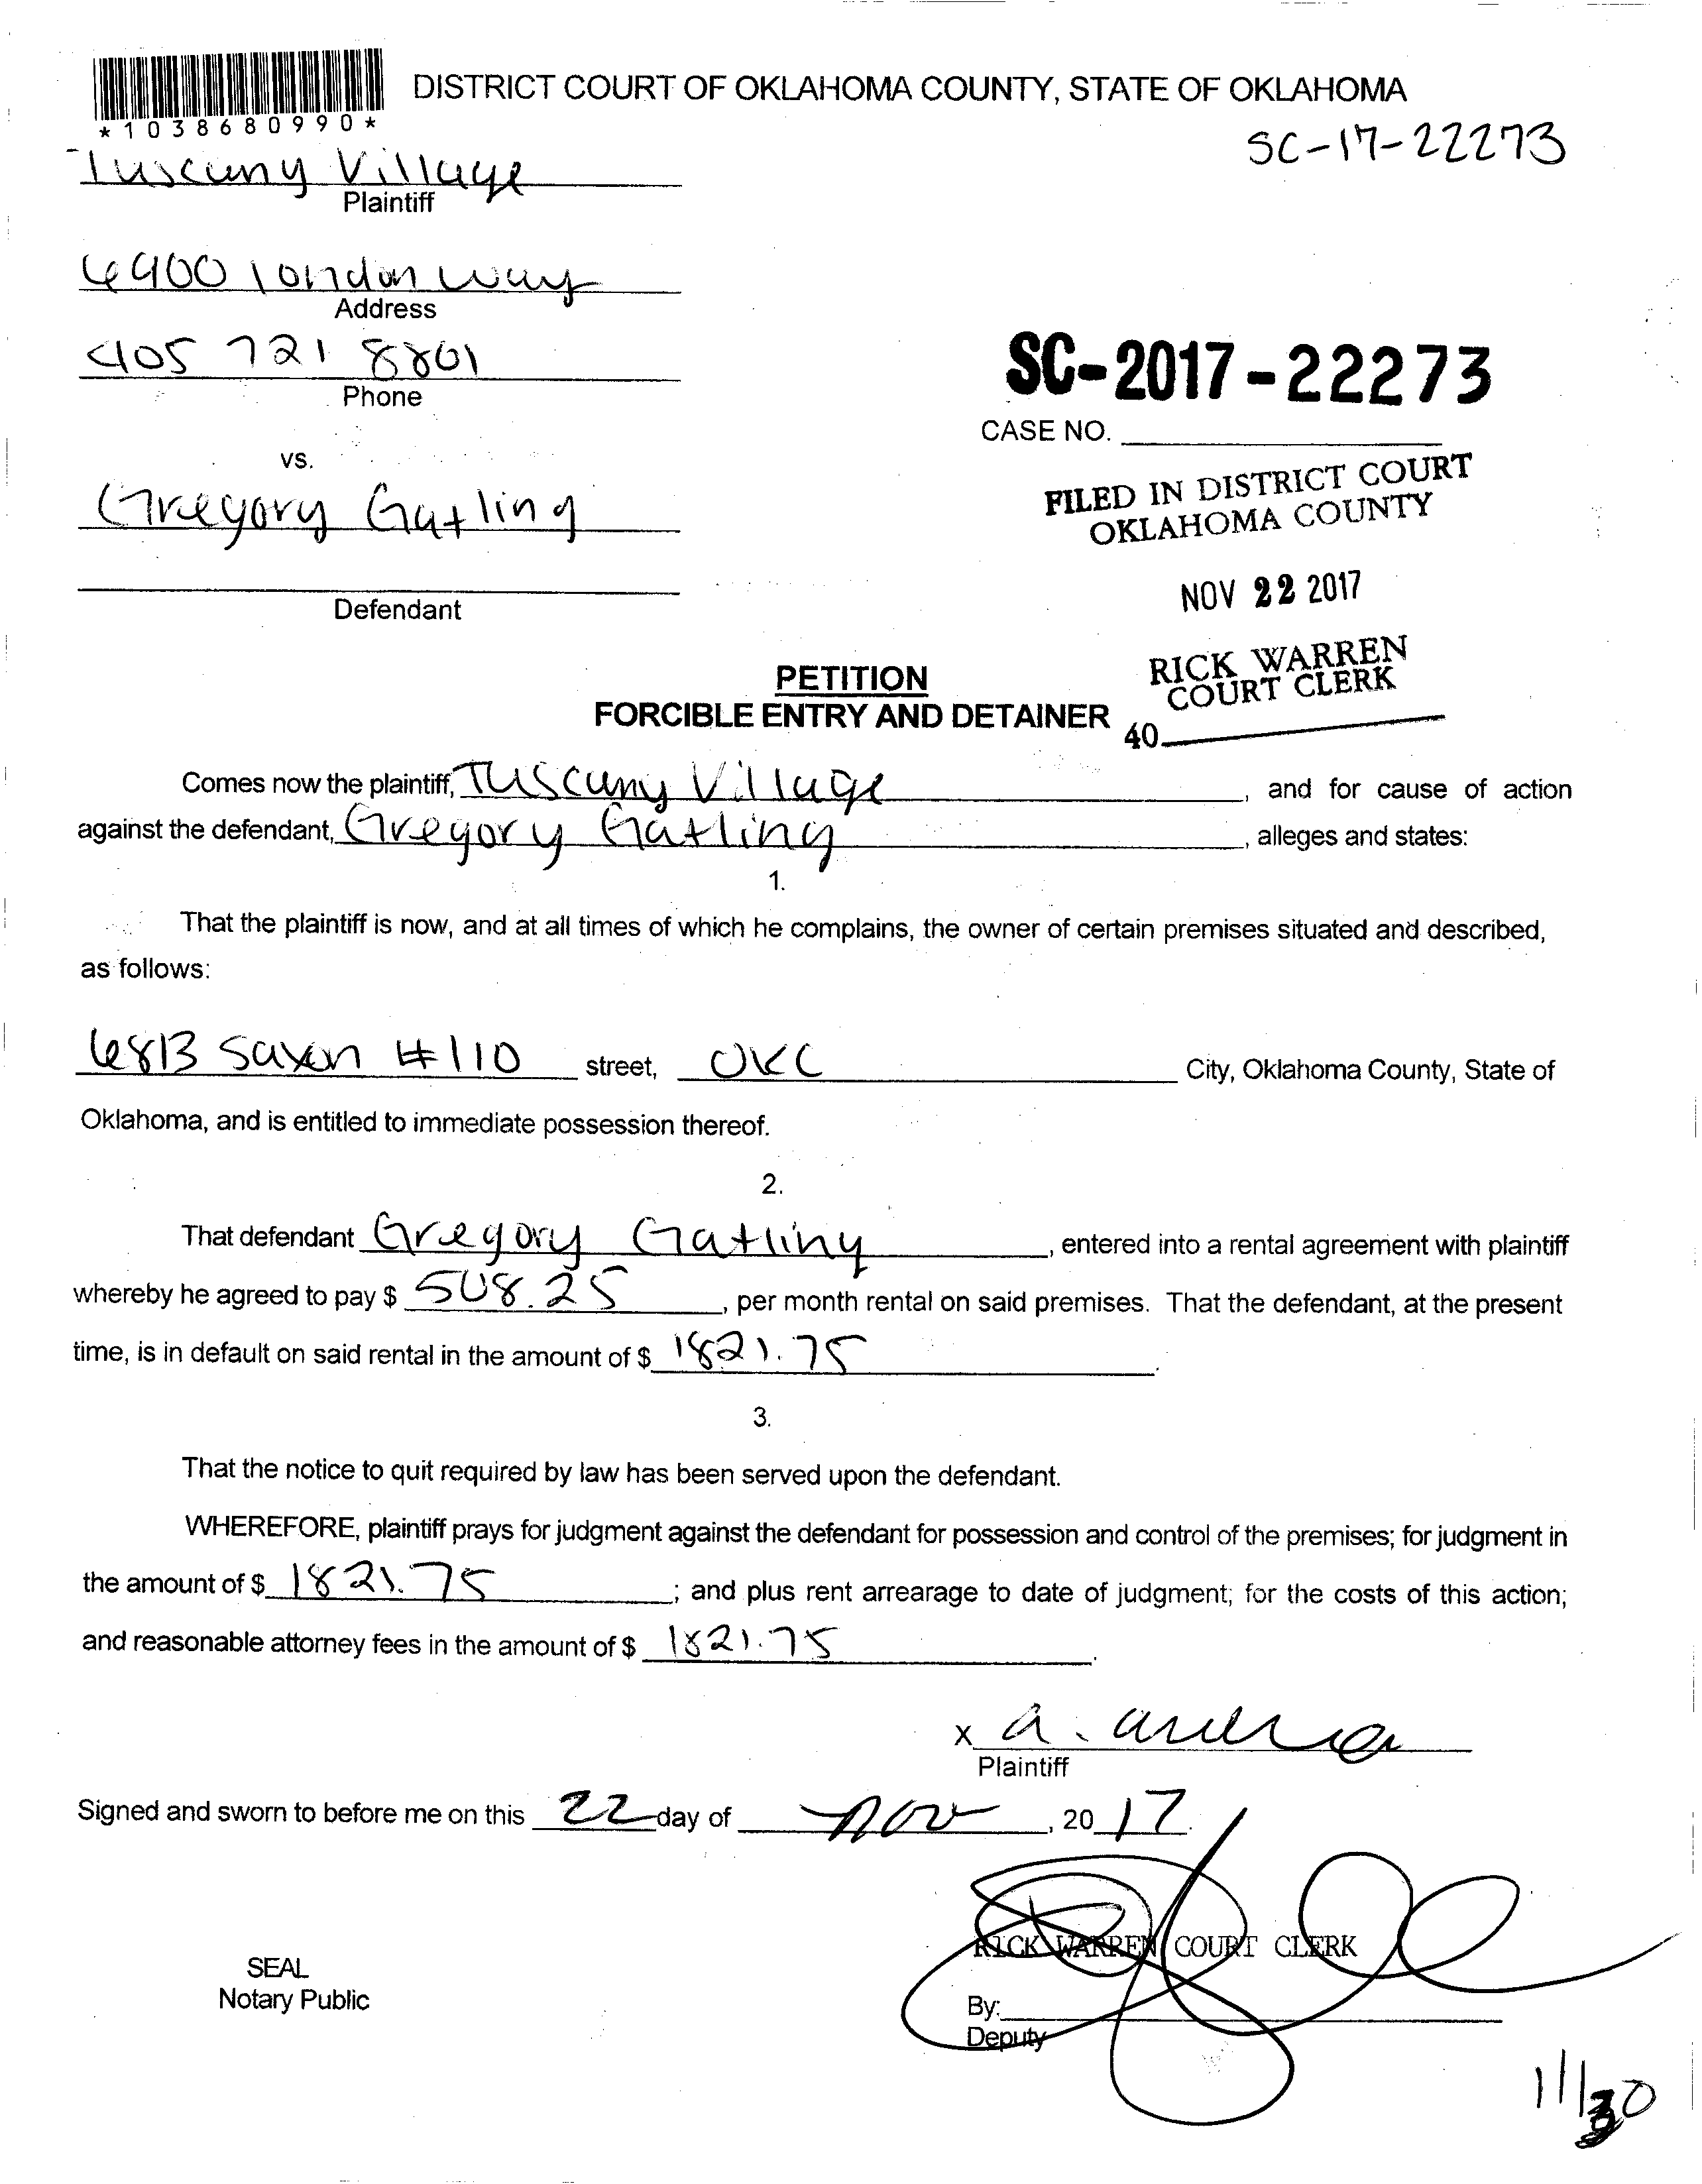 DISTRICT COURT OF OKLAHOMA COUNTY, STATE OF OKLAHOMA
*1038680990*
SC-17-22273
Tuscany Village
Plaintiff
6900 london way
Address
405 721 8801
Phone
SC-2017-22273
CASE NO.
vs.
FILED IN DISTRICT COURT
OKLAHOMA COUNTY
Gregory Gatling
NOV 22 2017
Defendant
RICK WARREN
COURT CLERK
40
PETITION
FORCIBLE ENTRY AND DETAINER
Comes now the plaintiff, Tuscany Village, and for cause of action
against the defendant, Gregory Gatling, alleges and states:
1.
That the plaintiff is now, and at all times of which he complains, the owner of certain premises situated and described,
as follows:
6813 Saxon #110 street, OKC City, Oklahoma County, State of
Oklahoma, and is entitled to immediate possession thereof.
2.
That defendant Gregory Gatling, entered into a rental agreement with plaintiff
whereby he agreed to pay $ 508.25, per month rental on said premises. That the defendant, at the present
time, is in default on said rental in the amount of $ 1821.75.
3.
That the notice to quit required by law has been served upon the defendant.
WHEREFORE, plaintiff prays for judgment against the defendant for possession and control of the premises; for judgment in
the amount of $ 1821.75; and plus rent arrearage to date of judgment; for the costs of this action;
and reasonable attorney fees in the amount of $ 1821.75.
x a.
Plaintiff
Signed and sworn to before me on this 22 day of nov, 20 17.
RICK WARREN COURT CLERK
SEAL
Notary Public
By:
Deputy
11/30